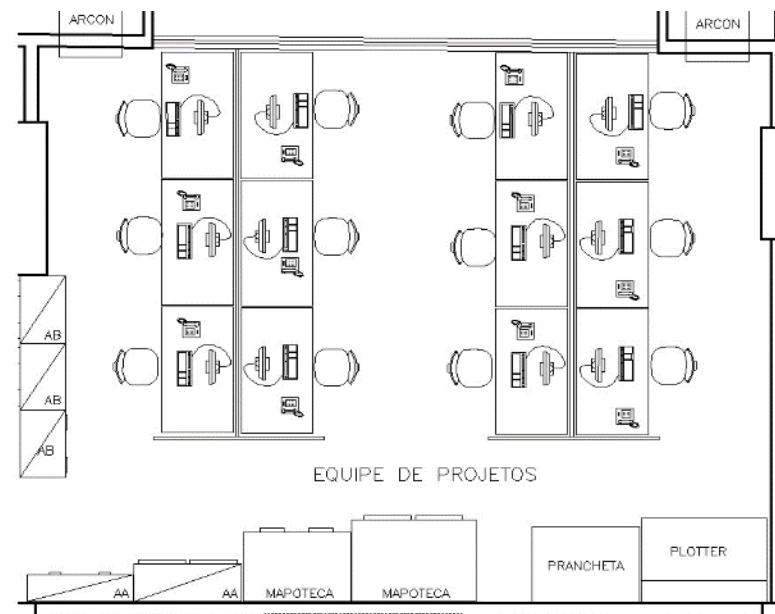 ARCON
ARCON
AB
AB
AB
EQUIPE DE PROJETOS
AA
AA
MAPOTECA
MAPOTECA
PRANCHETA
PLOTTER